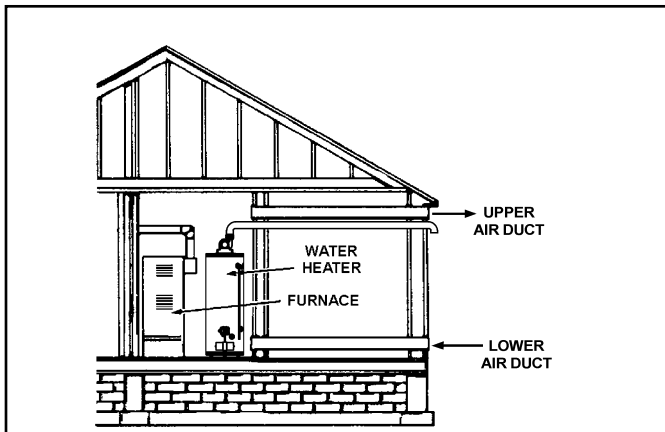 UPPER
AIR DUCT
WATER
HEATER
FURNACE
LOWER
AIR DUCT